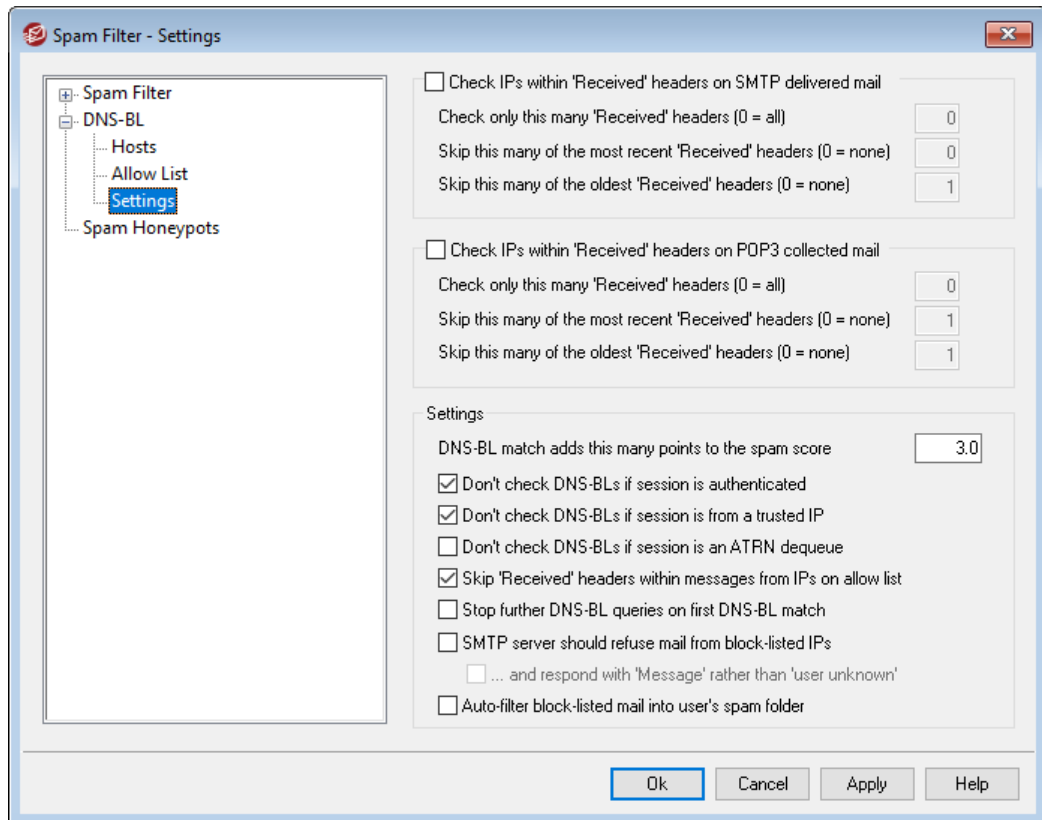 Spam Filter - Settings
Spam Filter
DNS-BL
Hosts
Allow List
Settings
Spam Honeypots
Check IPs within 'Received' headers on SMTP delivered mail
Check only this many 'Received' headers (0 = all) 0
Skip this many of the most recent 'Received' headers (0 = none) 0
Skip this many of the oldest 'Received' headers (0 = none) 1
Check IPs within 'Received' headers on POP3 collected mail
Check only this many 'Received' headers (0 = all) 0
Skip this many of the most recent 'Received' headers (0 = none) 1
Skip this many of the oldest 'Received' headers (0 = none) 1
Settings
DNS-BL match adds this many points to the spam score 3.0
Don't check DNS-BLs if session is authenticated
Don't check DNS-BLs if session is from a trusted IP
Don't check DNS-BLs if session is an ATRN dequeue
Skip 'Received' headers within messages from IPs on allow list
Stop further DNS-BL queries on first DNS-BL match
SMTP server should refuse mail from block-listed IPs
... and respond with 'Message' rather than 'user unknown'
Auto-filter block-listed mail into user's spam folder
Ok Cancel Apply Help